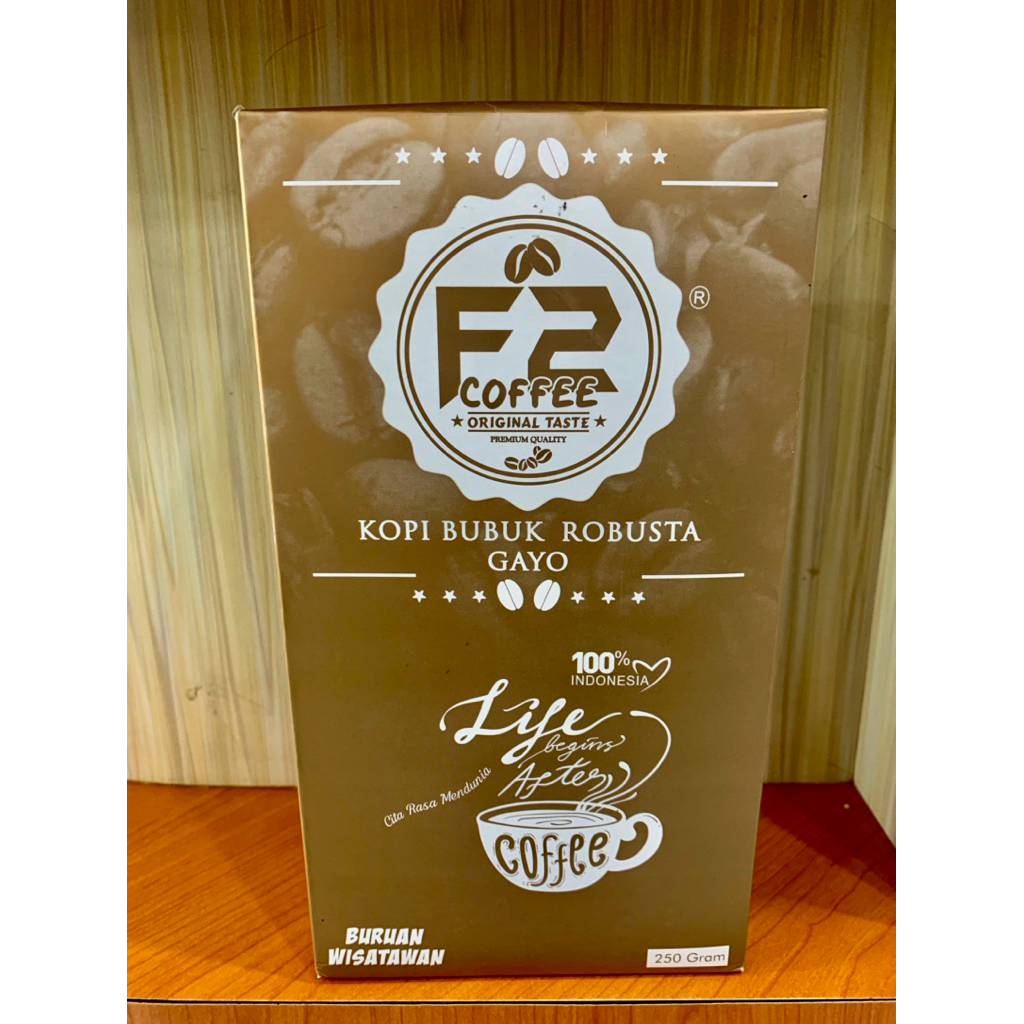 F2
®
COFFEE
ORIGINAL TASTE
PREMIUM QUALITY
KOPI BUBUK ROBUSTA
GAYO
100%
INDONESIA
Life
begins
After
Cita Rasa Mendunia
COffee
BURUAN
WISATAWAN
250 Gram